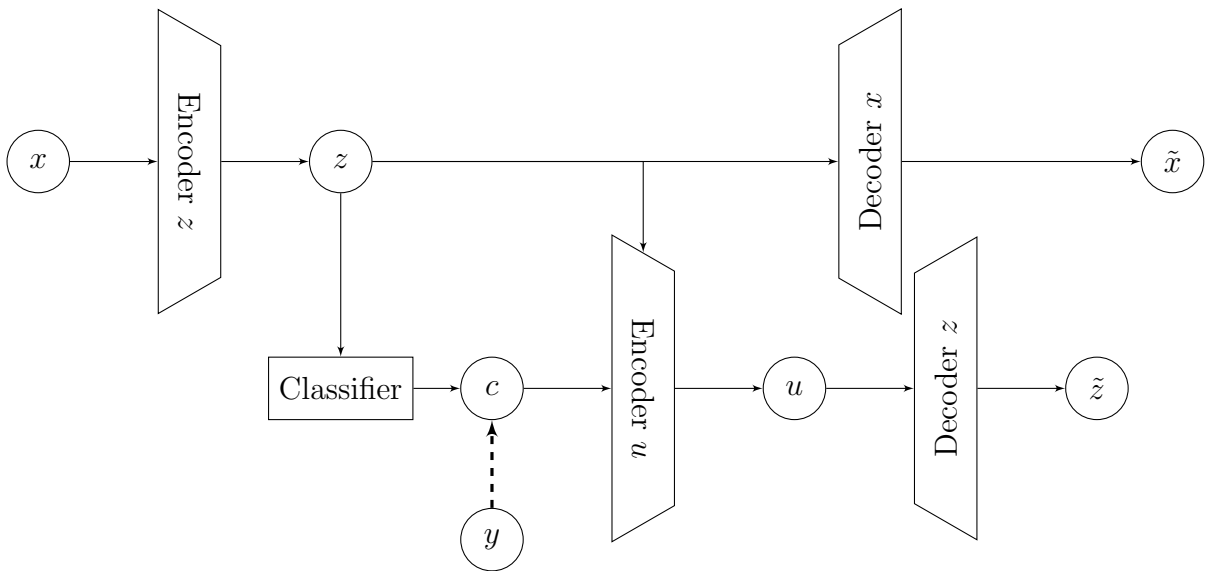 x
Encoder z
z
Decoder x
x̃
Classifier
c
Encoder u
u
Decoder z
z̃
y